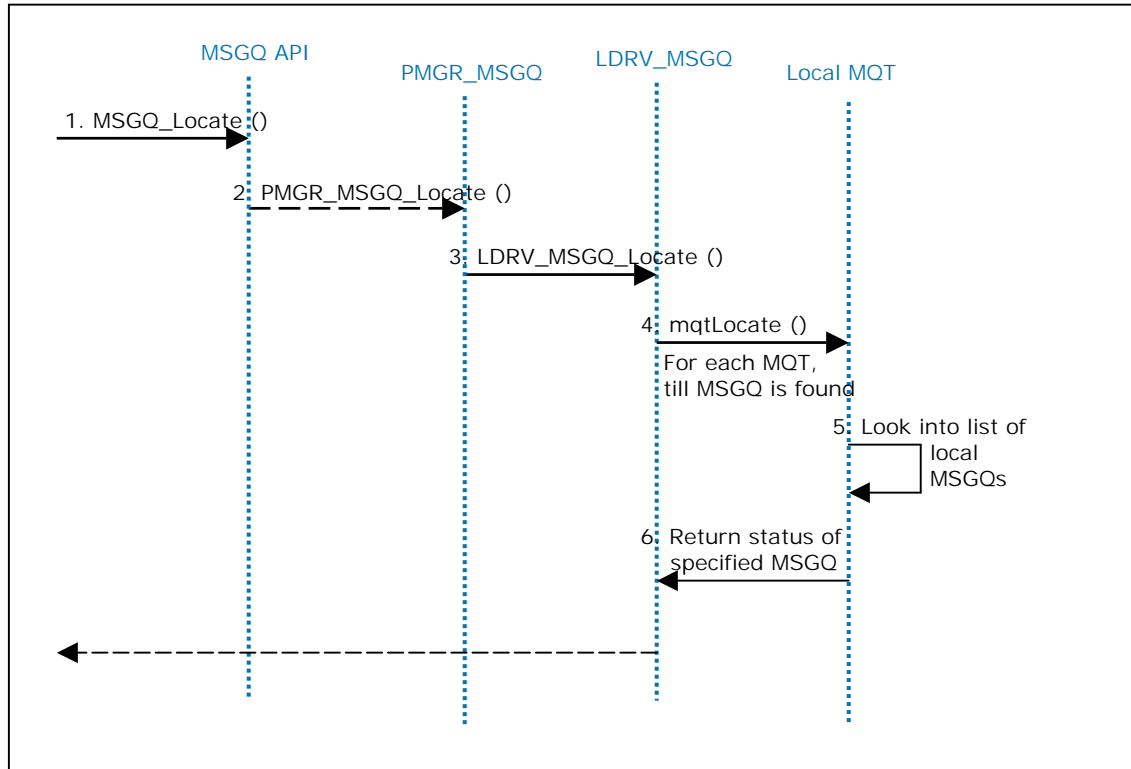 MSGQ API
PMGR_MSGQ
LDRV_MSGQ
Local MQT
1. MSGQ_Locate ()
2. PMGR_MSGQ_Locate ()
3. LDRV_MSGQ_Locate ()
4. mqtLocate ()
For each MQT,
till MSGQ is found
5. Look into list of
local
MSGQs
6. Return status of
specified MSGQ